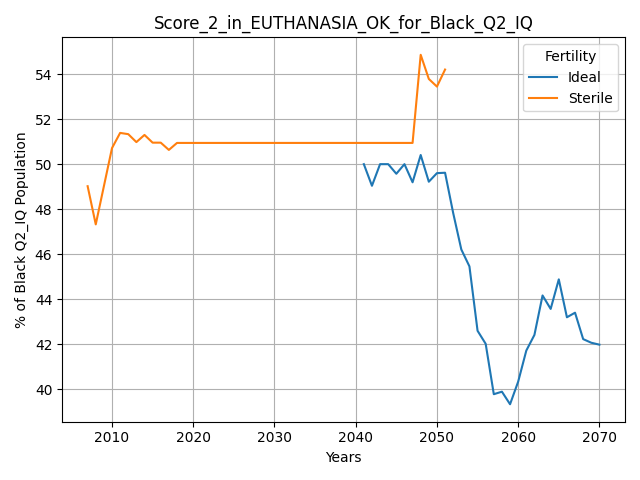 Score_2_in_EUTHANASIA_OK_for_Black_Q2_IQ
% of Black Q2_IQ Population
54
52
50
48
46
44
42
40
Fertility
Ideal
Sterile
2010 2020 2030 2040 2050 2060 2070
Years